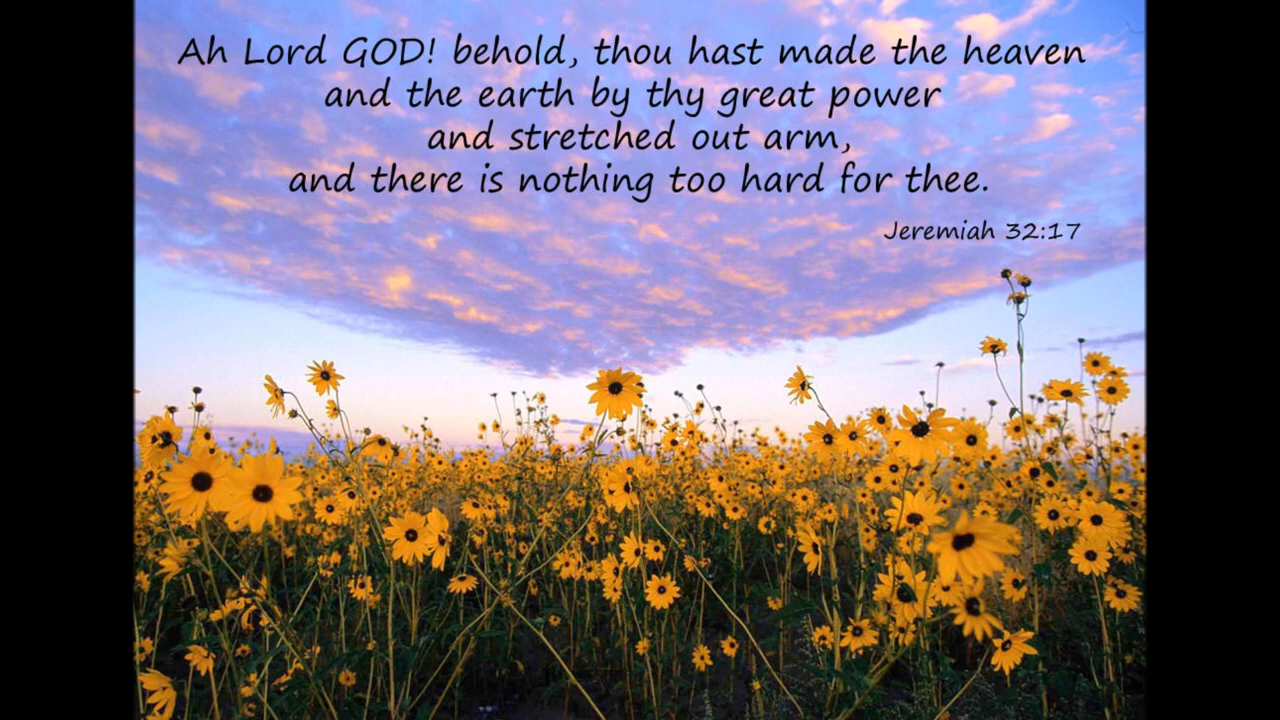 Ah Lord GOD! behold, thou hast made the heaven
and the earth by thy great power
and stretched out arm,
and there is nothing too hard for thee.
Jeremiah 32:17